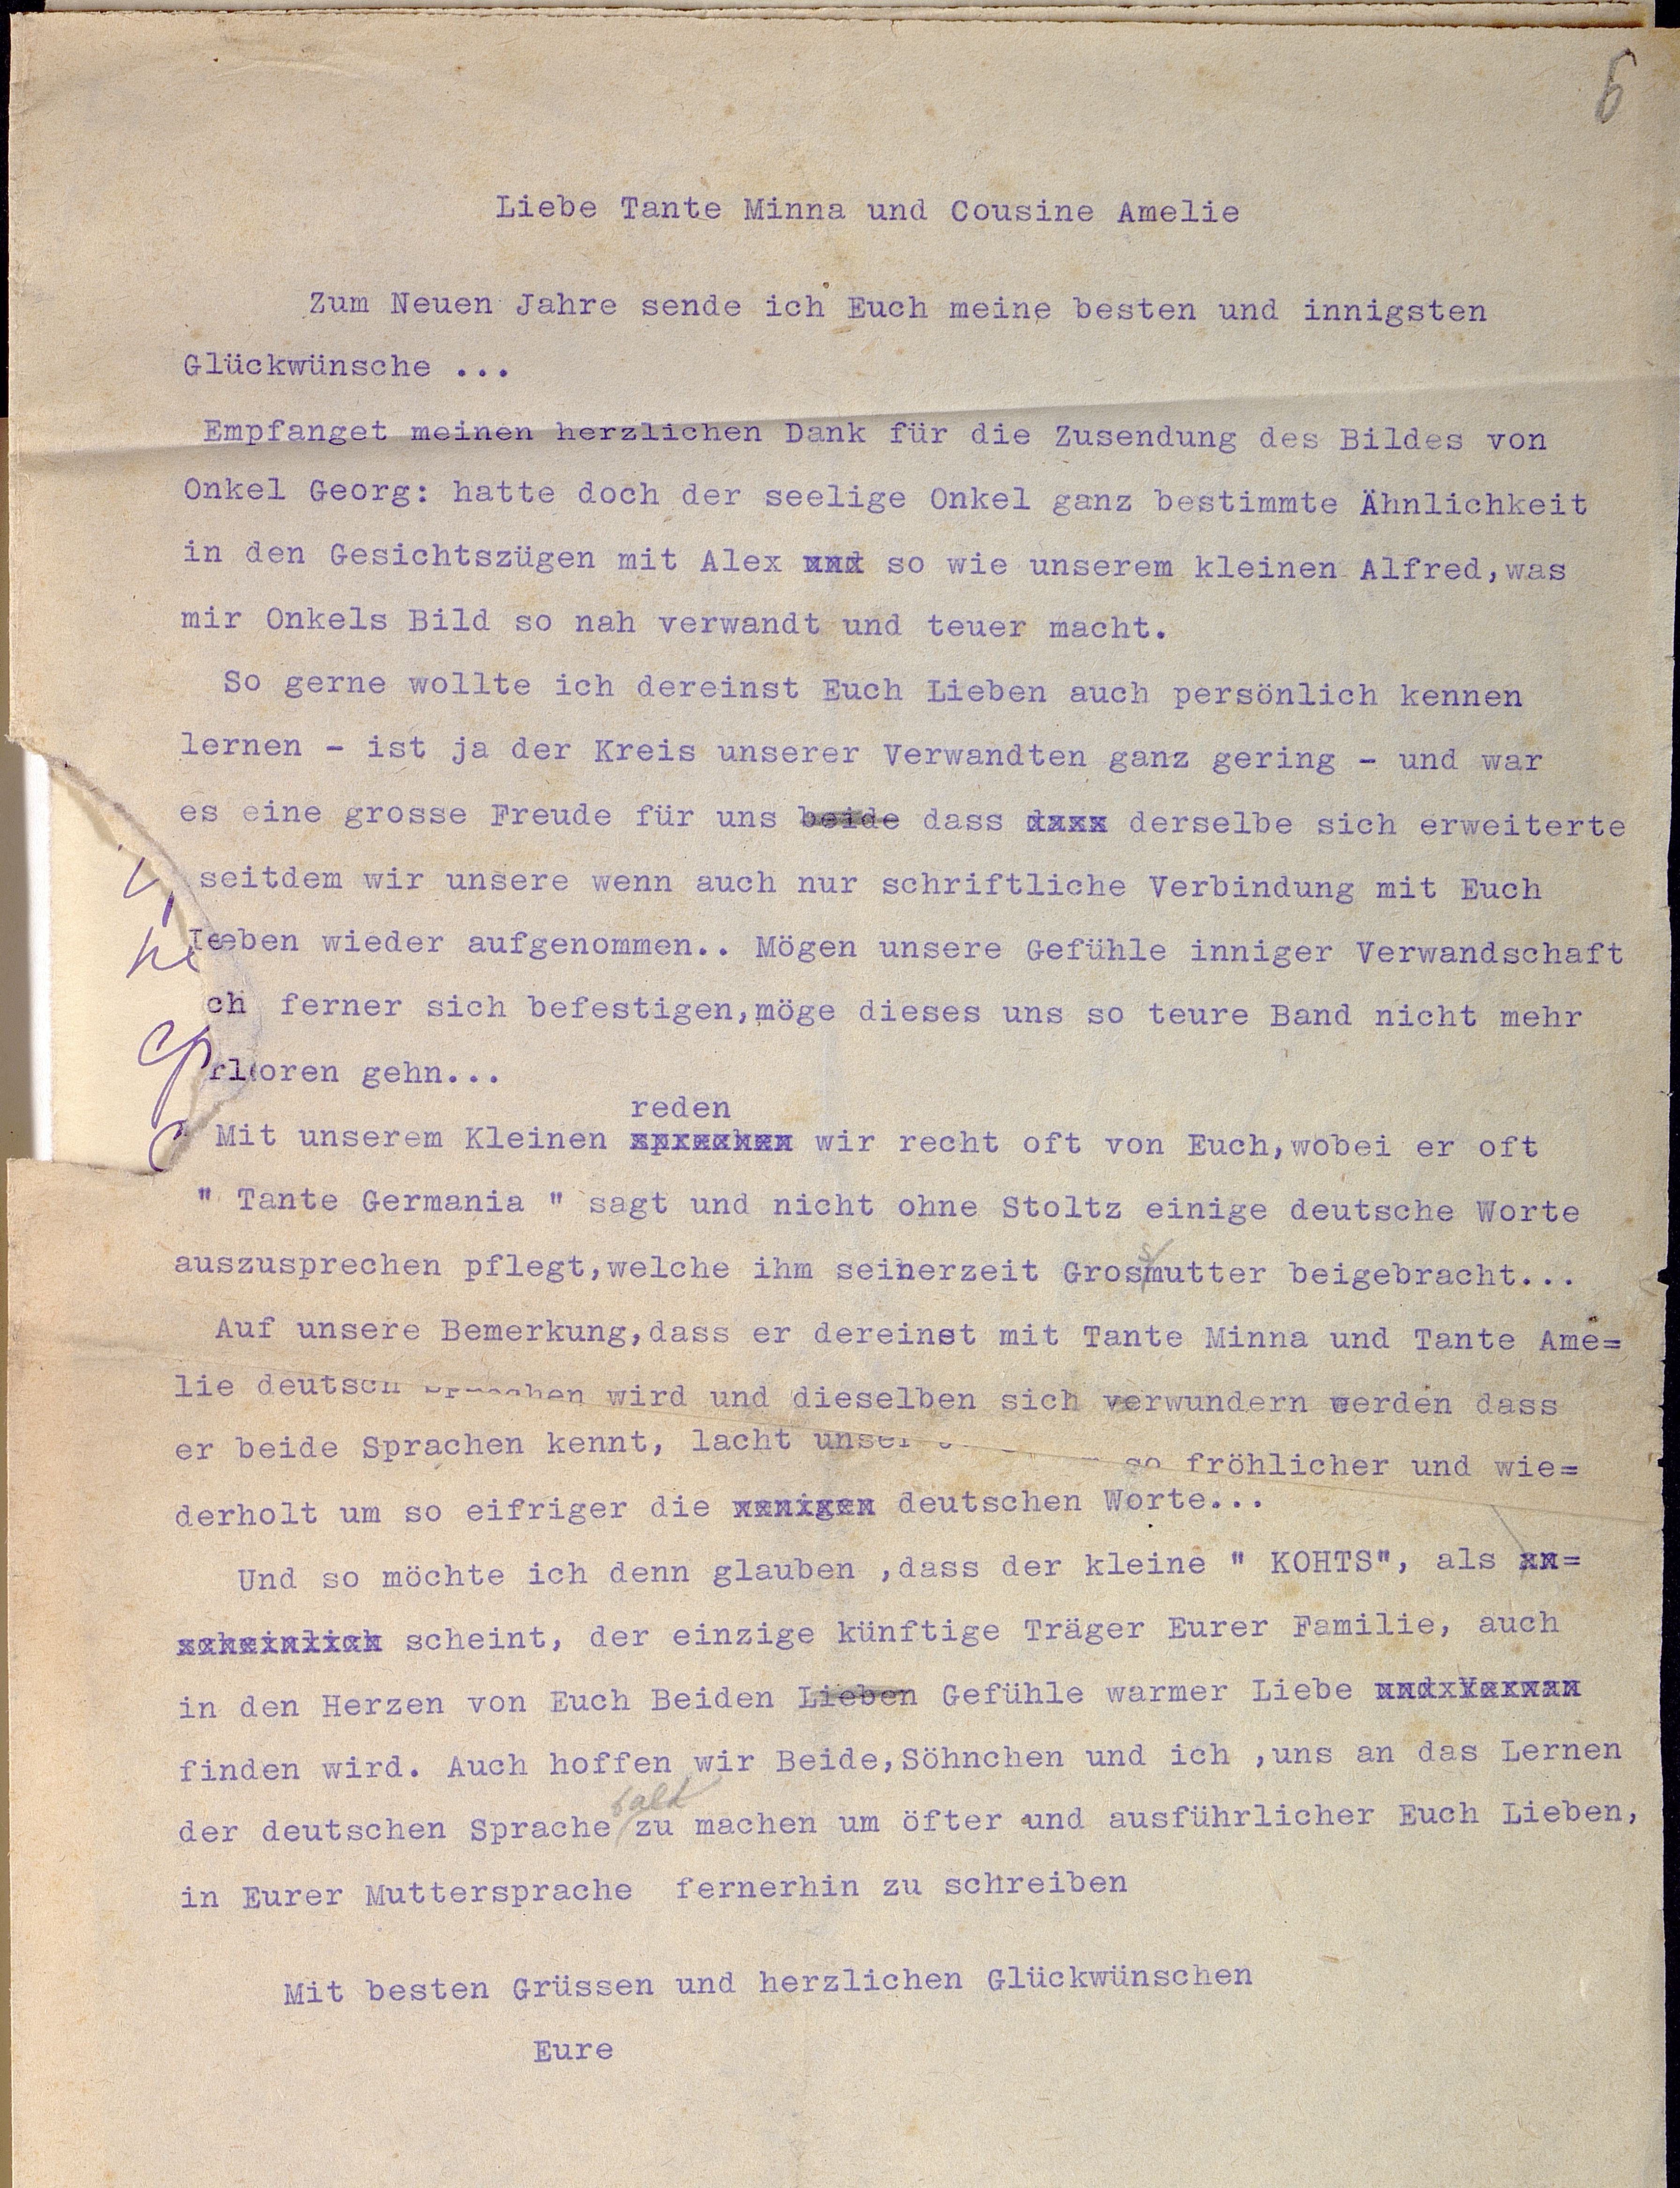 6
Liebe Tante Minna und Cousine Amelie
Zum Neuen Jahre sende ich Euch meine besten und innigsten
Glückwünsche ...
Empfanget meinen herzlichen Dank für die Zusendung des Bildes von
Onkel Georg: hatte doch der seelige Onkel ganz bestimmte Ähnlichkeit
in den Gesichtszügen mit Alex und so wie unserem kleinen Alfred,was
mir Onkels Bild so nah verwandt und teuer macht.
So gerne wollte ich dereinst Euch Lieben auch persönlich kennen
lernen - ist ja der Kreis unserer Verwandten ganz gering - und war
es eine grosse Freude für uns beide dass derselbe sich erweiterte
seitdem wir unsere wenn auch nur schriftliche Verbindung mit Euch
eben wieder aufgenommen.. Mögen unsere Gefühle inniger Verwandschaft
ch ferner sich befestigen,möge dieses uns so teure Band nicht mehr
rloren gehn...
reden
Mit unserem Kleinen sprechen wir recht oft von Euch,wobei er oft
" Tante Germania " sagt und nicht ohne Stoltz einige deutsche Worte
auszusprechen pflegt,welche ihm seinerzeit Grossmutter beigebracht...
Auf unsere Bemerkung,dass er dereinst mit Tante Minna und Tante Ame=
lie deutsch wird und dieselben sich verwundern werden dass
er beide Sprachen kennt, lacht unser so fröhlicher und wie=
derholt um so eifriger die wenigen deutschen Worte...
Und so möchte ich denn glauben ,dass der kleine " KOHTS", als =
scheint, der einzige künftige Träger Eurer Familie, auch
in den Herzen von Euch Beiden Lieben Gefühle warmer Liebe
finden wird. Auch hoffen wir Beide,Söhnchen und ich ,uns an das Lernen
der deutschen Sprache bald zu machen um öfter und ausführlicher Euch Lieben,
in Eurer Muttersprache fernerhin zu schreiben
Mit besten Grüssen und herzlichen Glückwünschen
Eure